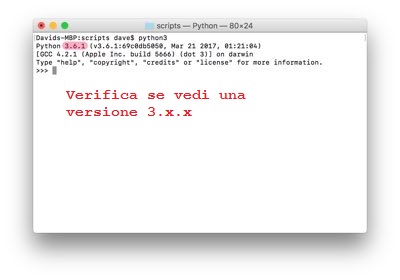 scripts — Python — 80×24
Davids-MBP:scripts dave$ python3
Python 3.6.1 (v3.6.1:69c0db5050, Mar 21 2017, 01:21:04)
[GCC 4.2.1 (Apple Inc. build 5666) (dot 3)] on darwin
Type "help", "copyright", "credits" or "license" for more information.
>>>
Verifica se vedi una
versione 3.x.x